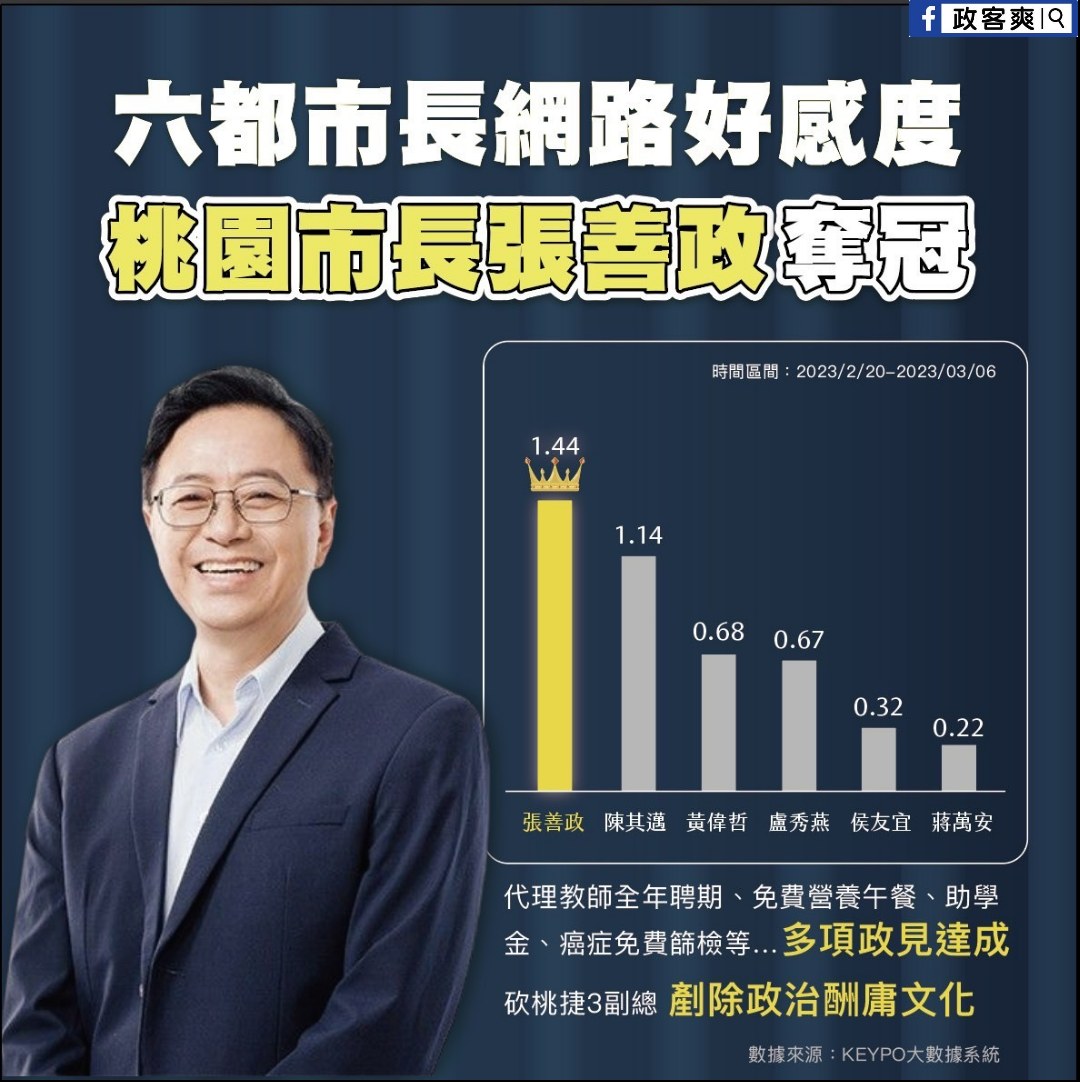 f 政客爽
六都市長網路好感度
桃園市長張善政奪冠
時間區間：2023/2/20-2023/03/06
1.44
1.14
0.68
0.67
0.32
0.22
張善政 陳其邁 黃偉哲 盧秀燕 侯友宜 蔣萬安
代理教師全年聘期、免費營養午餐、助學
金、癌症免費篩檢等...多項政見達成
砍桃捷3副總 剷除政治酬庸文化
數據來源：KEYPO大數據系統